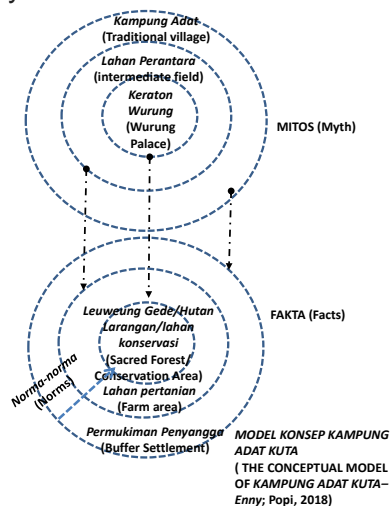 Kampung Adat
(Traditional village)
Lahan Perantara
(intermediate field)
Keraton
Wurung
(Wurung
Palace)
MITOS (Myth)
FAKTA (Facts)
Leuweung Gede/Hutan
Larangan/lahan
konservasi
(Sacred Forest/
Conservation Area)
Lahan pertanian
(Farm area)
Norma-norma
(Norms)
Permukiman Penyangga
(Buffer Settlement)
MODEL KONSEP KAMPUNG
ADAT KUTA
( THE CONCEPTUAL MODEL
OF KAMPUNG ADAT KUTA–
Enny; Popi, 2018)